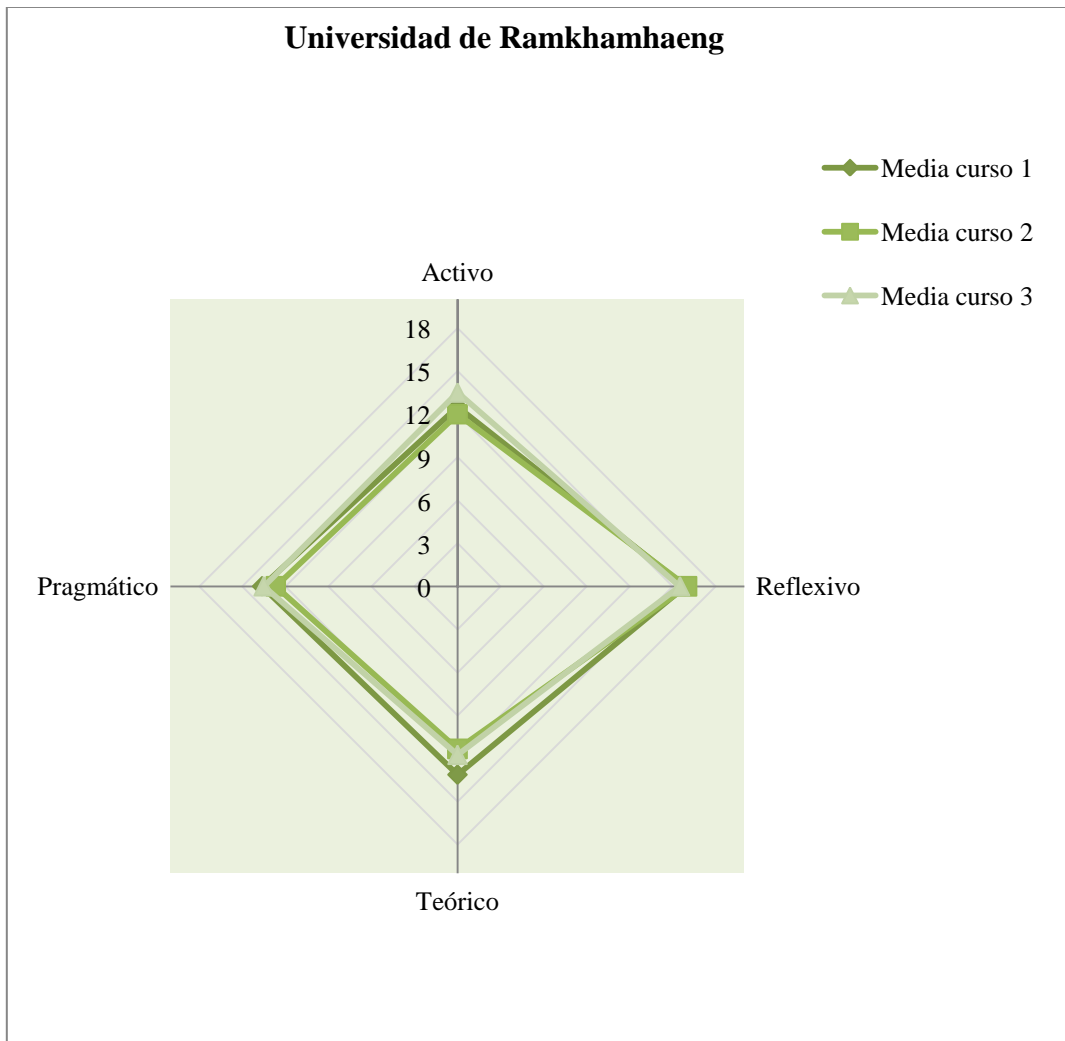 Universidad de Ramkhamhaeng
Media curso 1
Media curso 2
Media curso 3
Activo
18
15
12
9
6
3
0
Pragmático
Reflexivo
Teórico